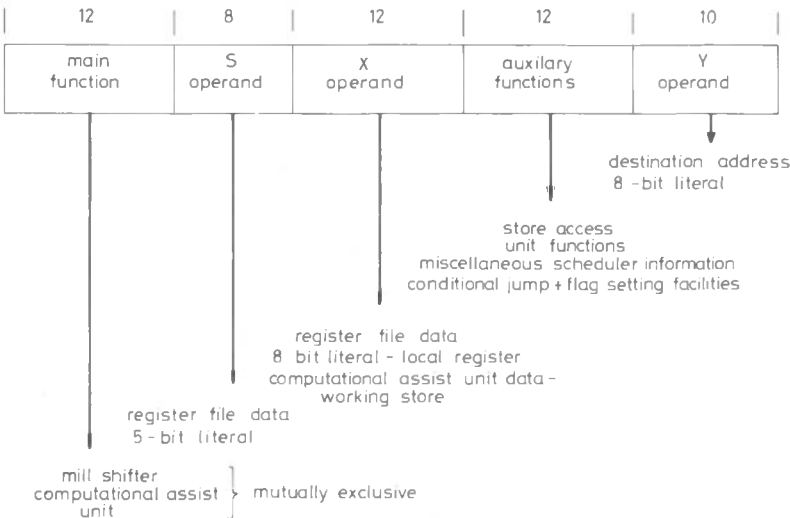 12 8 12 12 10
main function
S operand
X operand
auxilary functions
Y operand
destination address
8-bit literal
store access
unit functions
miscellaneous scheduler information
conditional jump + flag setting facilities
register file data
8 bit literal - local register
computational assist unit data -
working store
register file data
5-bit literal
mill shifter
computational assist
unit
mutually exclusive